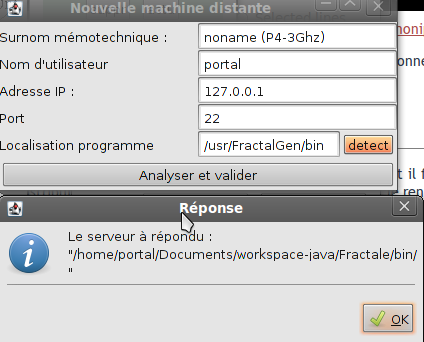 Nouvelle machine distante
Surnom mémotechnique :
noname (P4-3Ghz)
Nom d'utilisateur
portal
Adresse IP :
127.0.0.1
Port
22
Localisation programme
/usr/FractalGen/bin
detect
Analyser et valider
Réponse
Le serveur à répondu :
"/home/portal/Documents/workspace-java/Fractale/bin/
"
OK